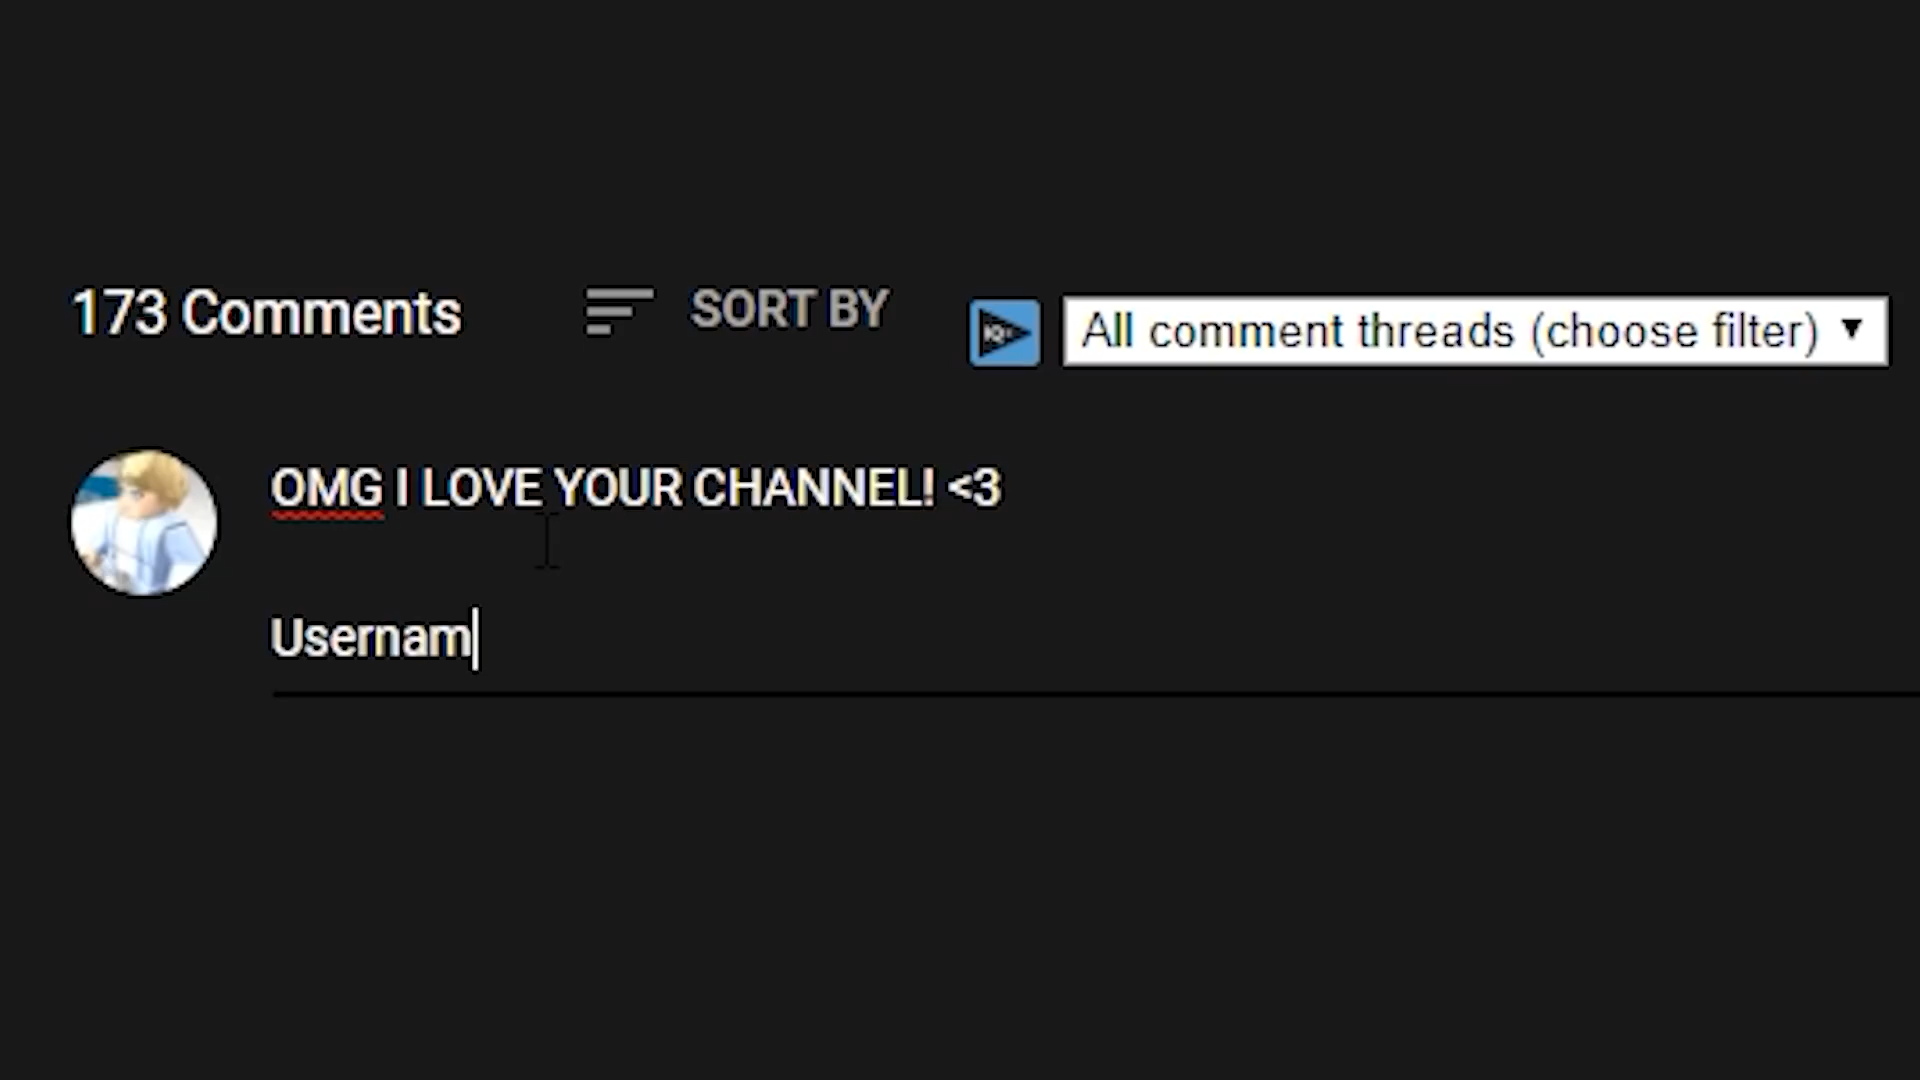 173 Comments SORT BY All comment threads (choose filter) ▼
OMG I LOVE YOUR CHANNEL! <3
Usernam